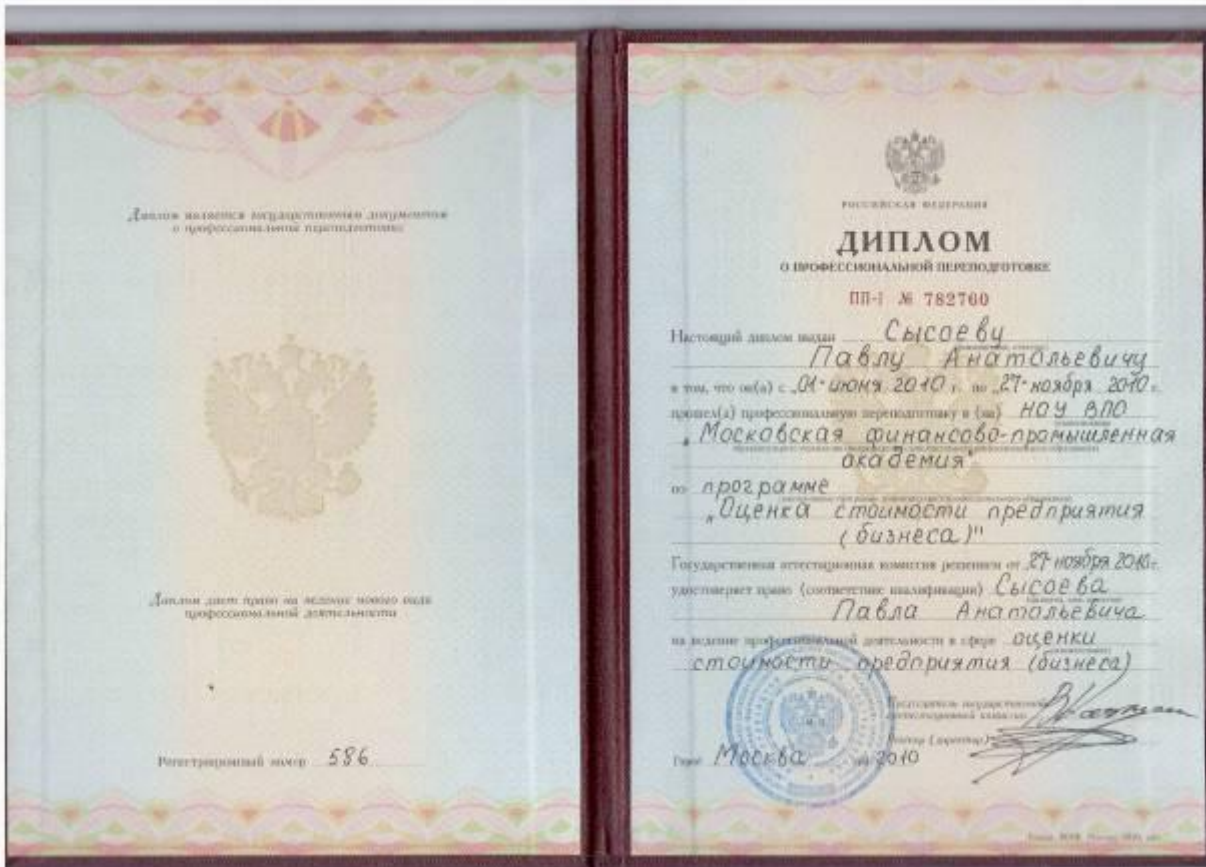 Диплом является государственным документом
о профессиональной переподготовке
Диплом дает право на ведение нового вида
профессиональной деятельности
Регистрационный номер 586
РОССИЙСКАЯ ФЕДЕРАЦИЯ
ДИПЛОМ
О ПРОФЕССИОНАЛЬНОЙ ПЕРЕПОДГОТОВКЕ
ПП-I № 782760
Настоящий диплом выдан Сысоеву
Павлу Анатольевичу
в том, что он(а) с „01" июня 2010 г. по „27" ноября 2010 г.
прошел(а) профессиональную переподготовку в (на) НОУ ВПО
„Московская финансово-промышленная
академия"
по программе
„Оценка стоимости предприятия
(бизнеса)"
Государственная аттестационная комиссия решением от „27" ноября 2010 г.
удостоверяет право (соответствие квалификации) Сысоева
Павла Анатольевича
на ведение профессиональной деятельности в сфере оценки
стоимости предприятия (бизнеса)
Председатель государственной
аттестационной комиссии
Ректор (директор)
Город Москва 2010